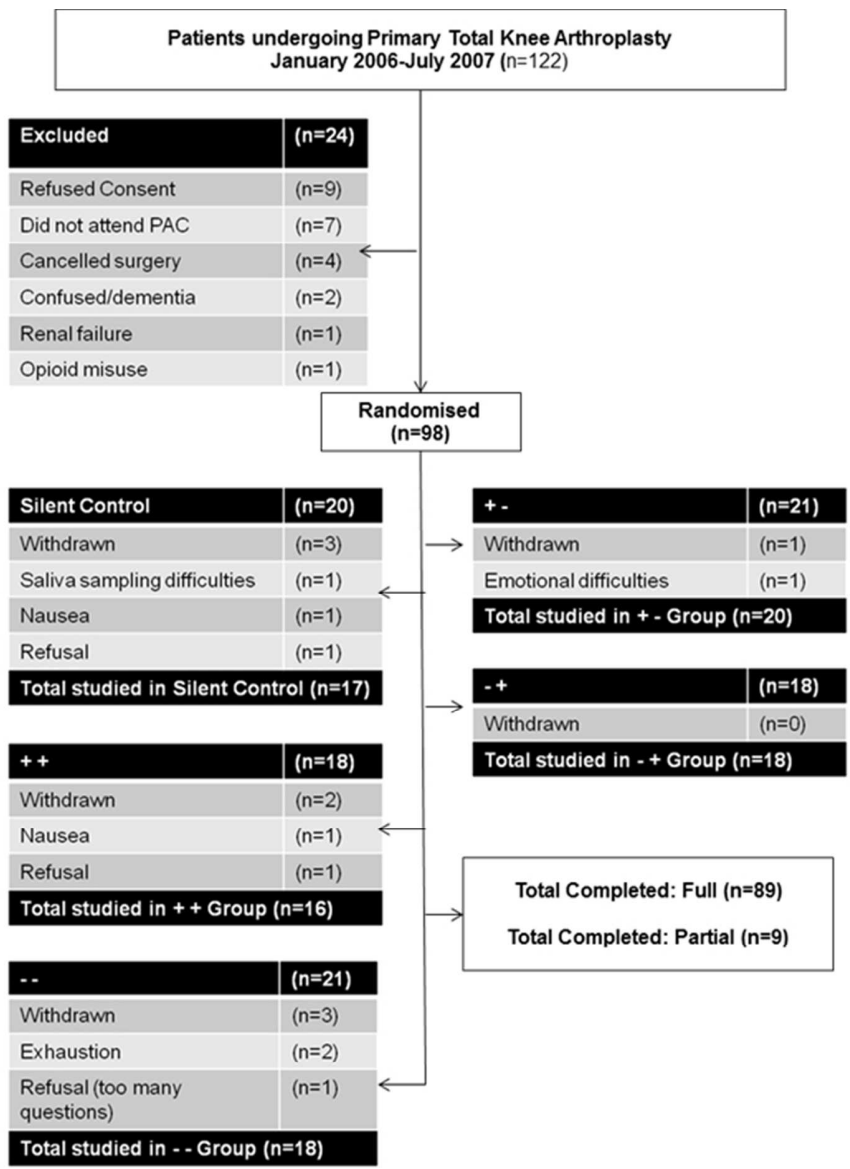 Patients undergoing Primary Total Knee Arthroplasty
January 2006-July 2007 (n=122)
Excluded (n=24)
Refused Consent (n=9)
Did not attend PAC (n=7)
Cancelled surgery (n=4)
Confused/dementia (n=2)
Renal failure (n=1)
Opioid misuse (n=1)
Randomised
(n=98)
Silent Control (n=20)
Withdrawn (n=3)
Saliva sampling difficulties (n=1)
Nausea (n=1)
Refusal (n=1)
Total studied in Silent Control (n=17)
+ - (n=21)
Withdrawn (n=1)
Emotional difficulties (n=1)
Total studied in + - Group (n=20)
- + (n=18)
Withdrawn (n=0)
Total studied in - + Group (n=18)
+ + (n=18)
Withdrawn (n=2)
Nausea (n=1)
Refusal (n=1)
Total studied in + + Group (n=16)
Total Completed: Full (n=89)
Total Completed: Partial (n=9)
- - (n=21)
Withdrawn (n=3)
Exhaustion (n=2)
Refusal (too many (n=1)
questions)
Total studied in - - Group (n=18)